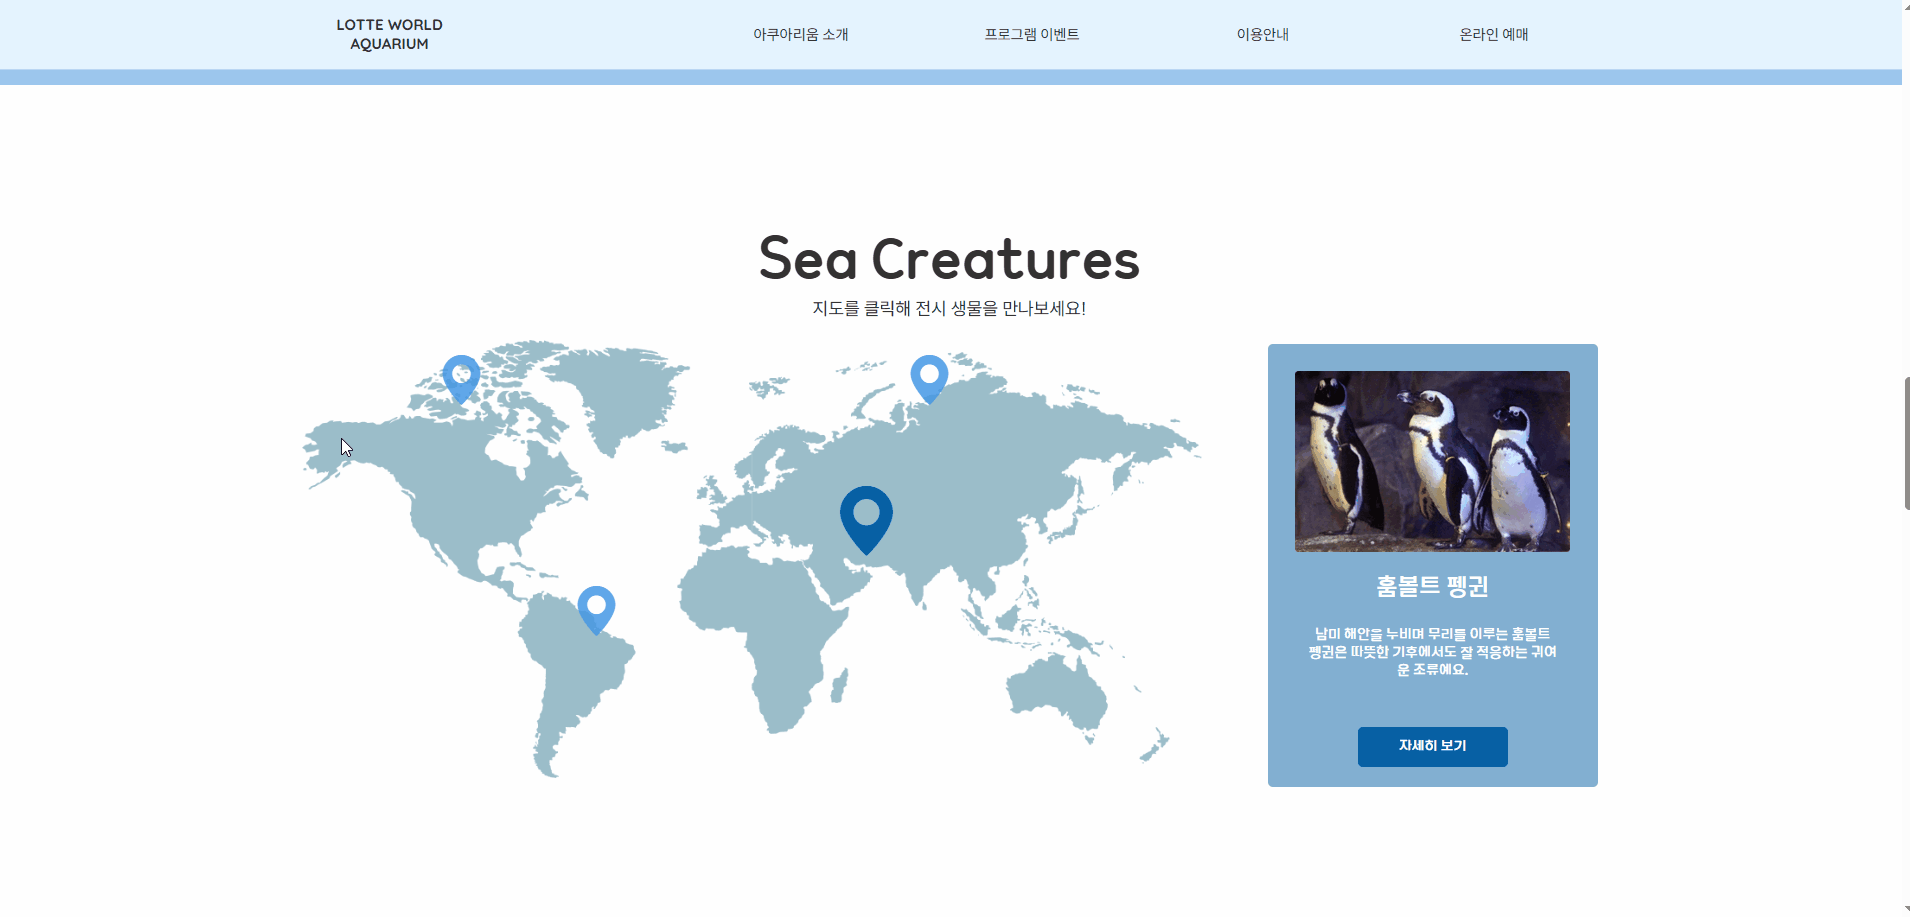 LOTTE WORLD
AQUARIUM
아쿠아리움 소개
프로그램 이벤트
이용안내
온라인 예매
Sea Creatures
지도를 클릭해 전시 생물을 만나보세요!
훔볼트 펭귄
남미 해안을 누비며 무리를 이루는 훔볼트
펭귄은 따뜻한 기후에서도 잘 적응하는 귀여
운 조류예요.
자세히 보기